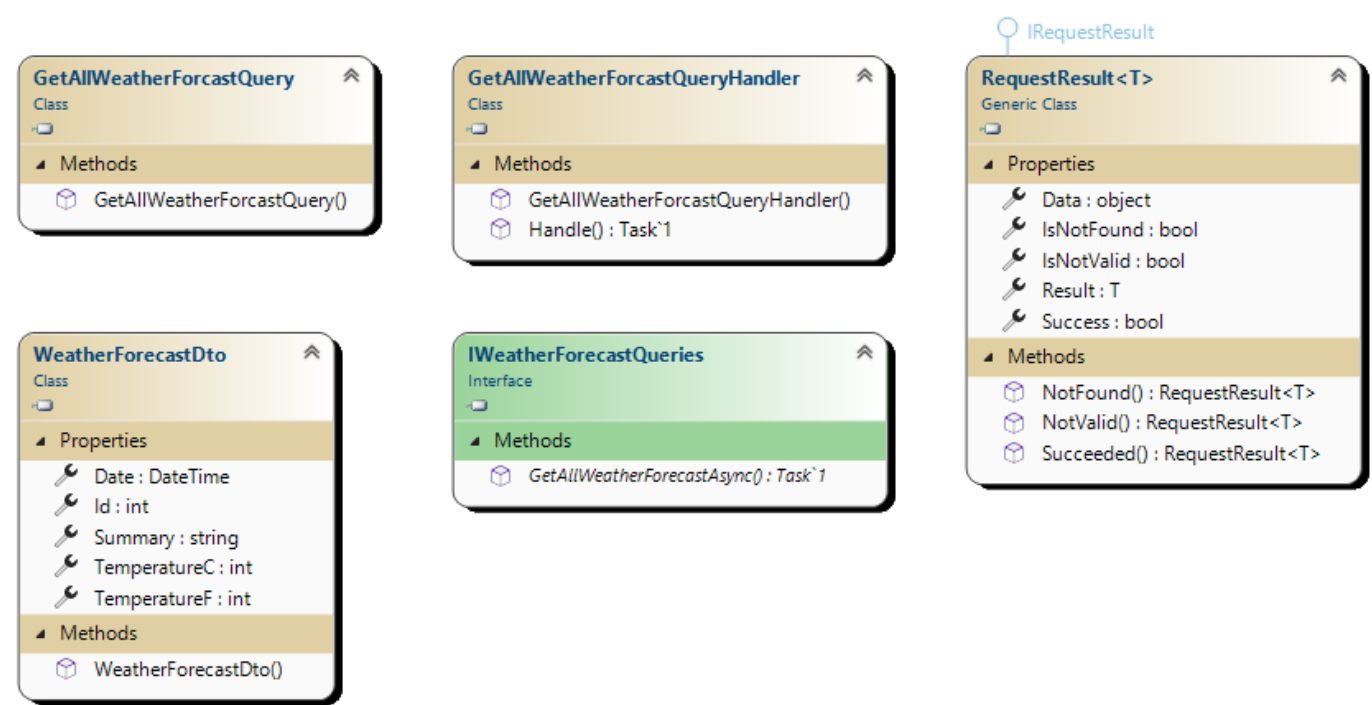 IRequestResult
GetAllWeatherForcastQuery
Class
Methods
GetAllWeatherForcastQuery()
GetAllWeatherForcastQueryHandler
Class
Methods
GetAllWeatherForcastQueryHandler()
Handle() : Task`1
RequestResult<T>
Generic Class
Properties
Data : object
IsNotFound : bool
IsNotValid : bool
Result : T
Success : bool
Methods
NotFound() : RequestResult<T>
NotValid() : RequestResult<T>
Succeeded() : RequestResult<T>
WeatherForecastDto
Class
Properties
Date : DateTime
Id : int
Summary : string
TemperatureC : int
TemperatureF : int
Methods
WeatherForecastDto()
IWeatherForecastQueries
Interface
Methods
GetAllWeatherForecastAsync() : Task`1